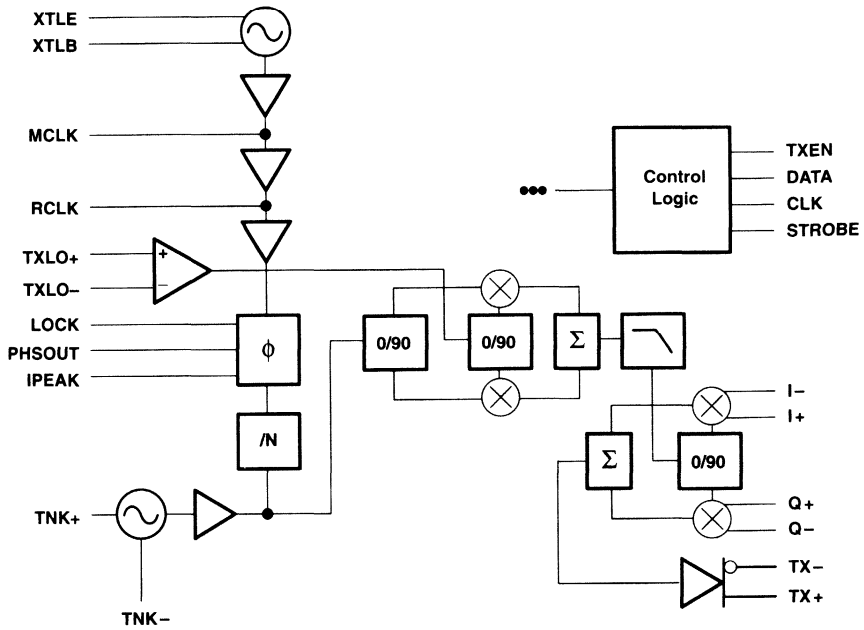 XTLE
XTLB
MCLK
RCLK
TXLO+
TXLO−
LOCK
PHSOUT
IPEAK
TNK+
TNK−
+
−
ϕ
/N
0/90
0/90
Σ
Control
Logic
TXEN
DATA
CLK
STROBE
Σ
0/90
I−
I+
Q+
Q−
TX−
TX+